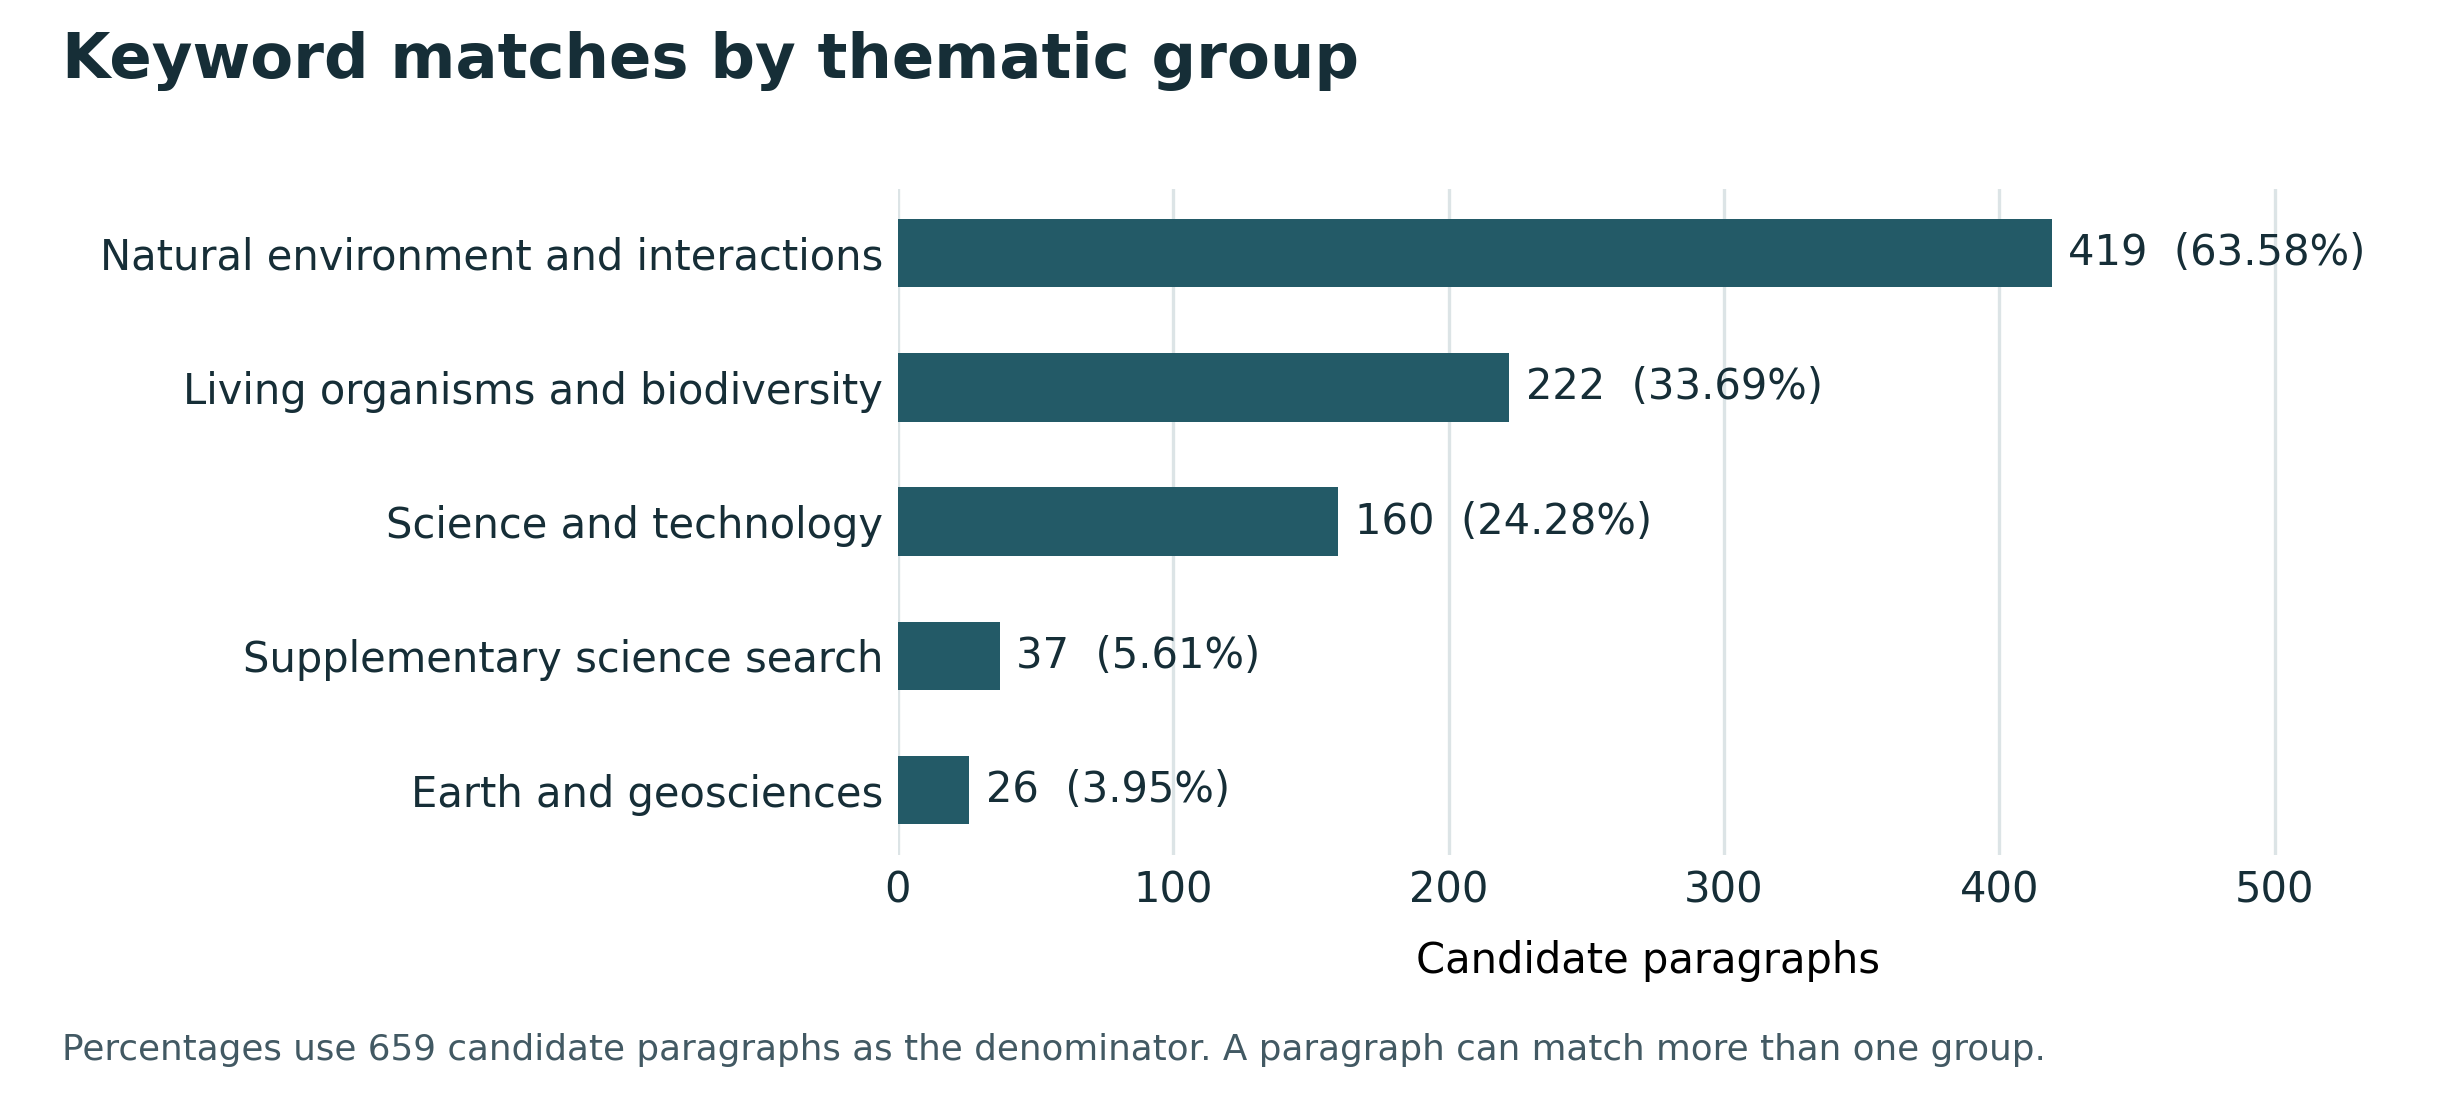 Keyword matches by thematic group
Natural environment and interactions 419 (63.58%)
Living organisms and biodiversity 222 (33.69%)
Science and technology 160 (24.28%)
Supplementary science search 37 (5.61%)
Earth and geosciences 26 (3.95%)
0 100 200 300 400 500
Candidate paragraphs
Percentages use 659 candidate paragraphs as the denominator. A paragraph can match more than one group.